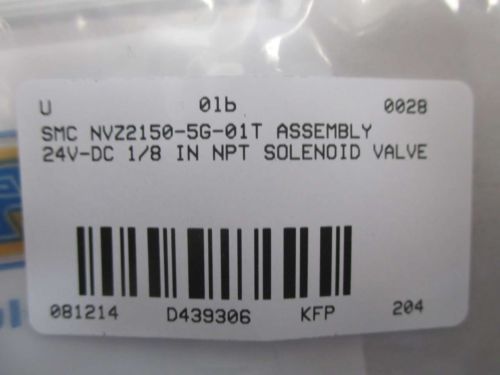 U 01b 0028
SMC NVZ2150-5G-01T ASSEMBLY
24V-DC 1/8 IN NPT SOLENOID VALVE
081214 D439306 KFP 204